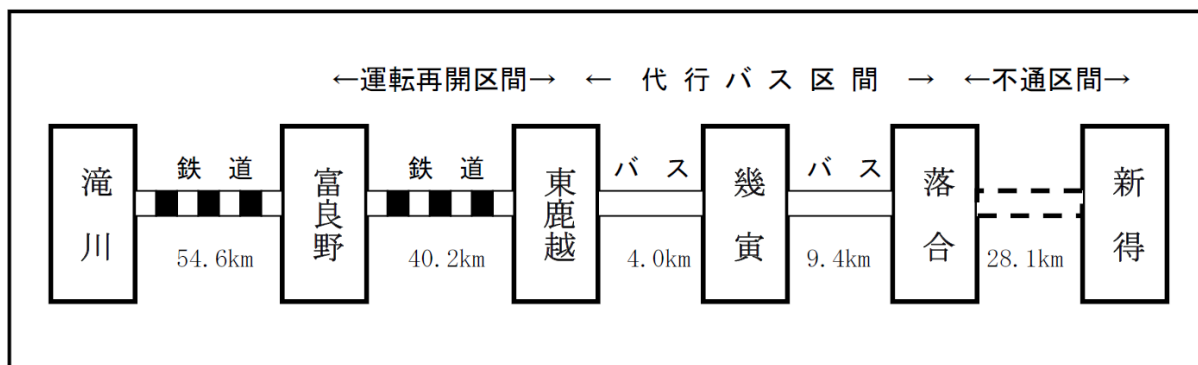 ←運転再開区間→ ← 代行バス区間 → ←不通区間→
滝川 鉄道 富良野 鉄道 東鹿越 バス 幾寅 バス 落合 新得
54.6km 40.2km 4.0km 9.4km 28.1km